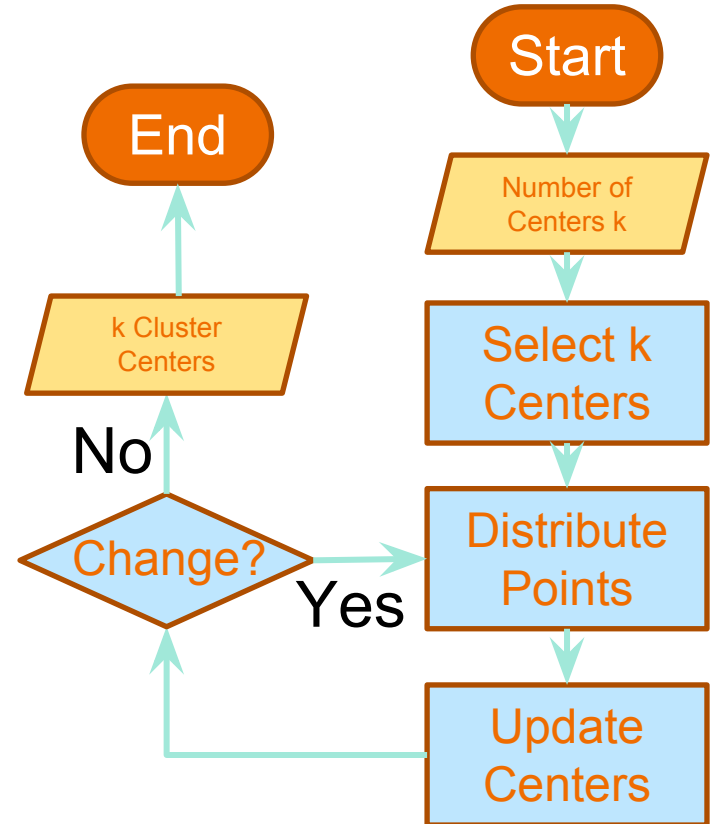 Start
Number of
Centers k
Select k
Centers
Distribute
Points
Update
Centers
Change?
Yes
No
k Cluster
Centers
End